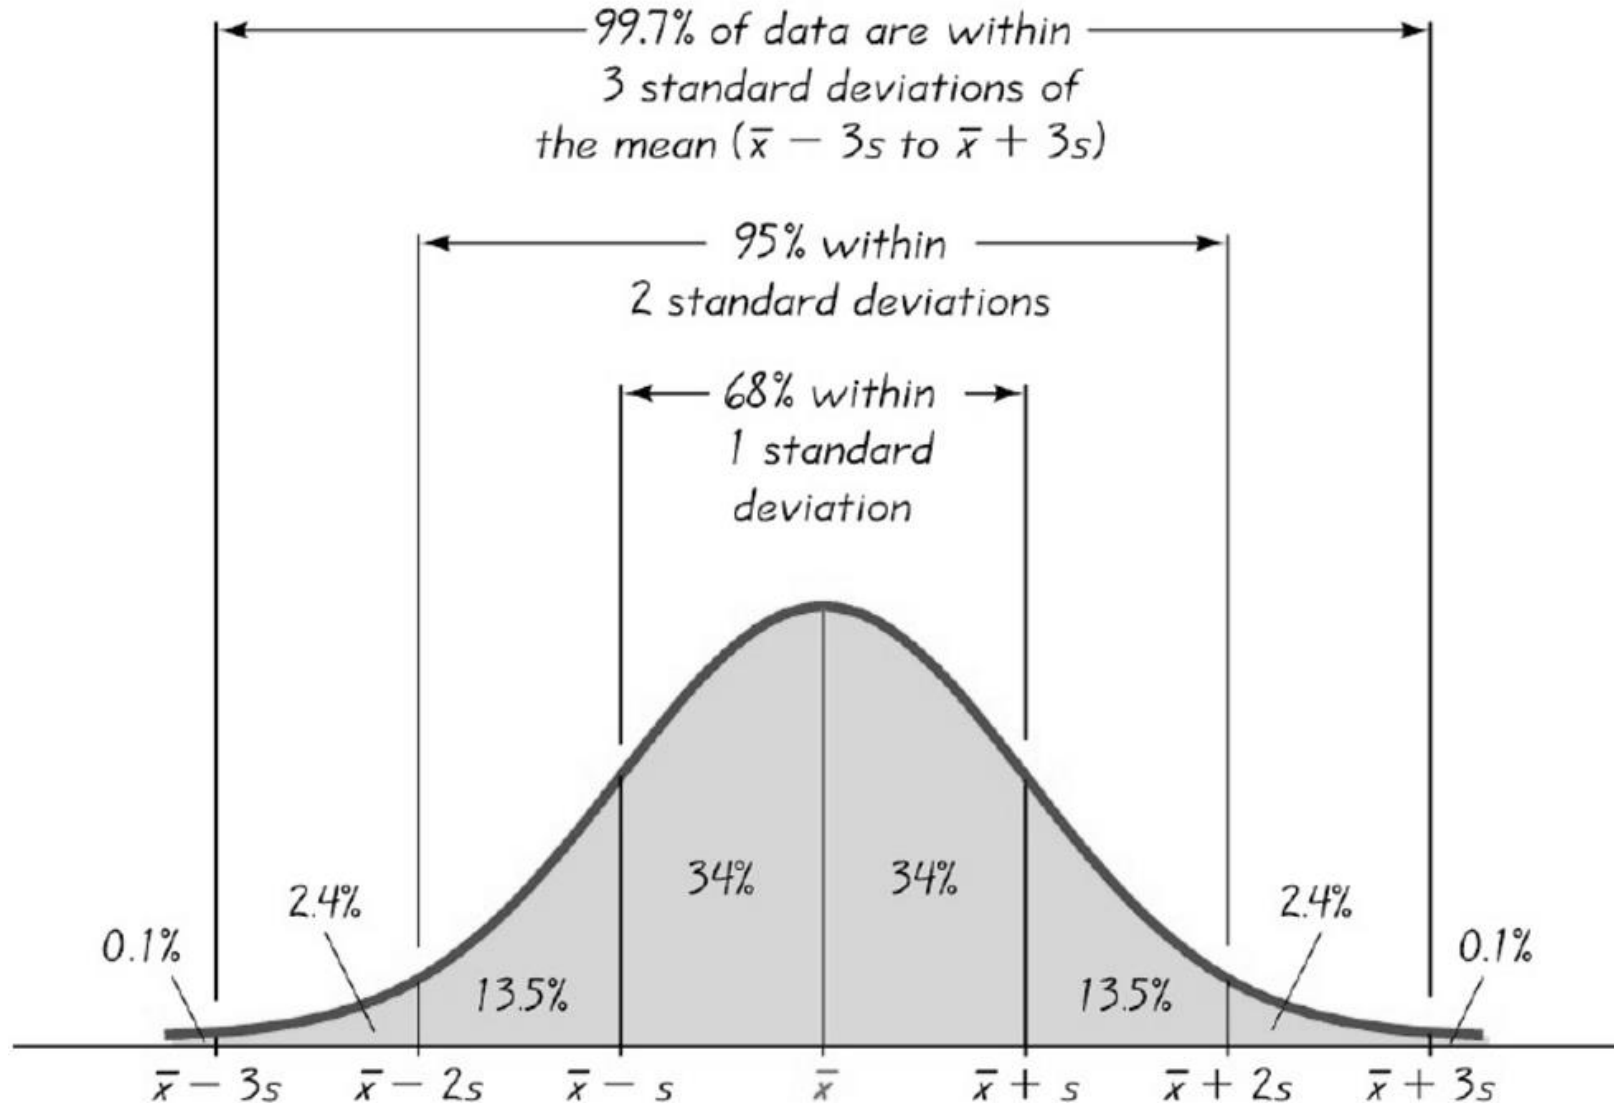 99.7% of data are within
3 standard deviations of
the mean (x̄ − 3s to x̄ + 3s)
95% within
2 standard deviations
68% within
1 standard
deviation
34% 34%
2.4% 2.4%
0.1% 0.1%
13.5% 13.5%
x̄ − 3s x̄ − 2s x̄ − s x̄ x̄ + s x̄ + 2s x̄ + 3s